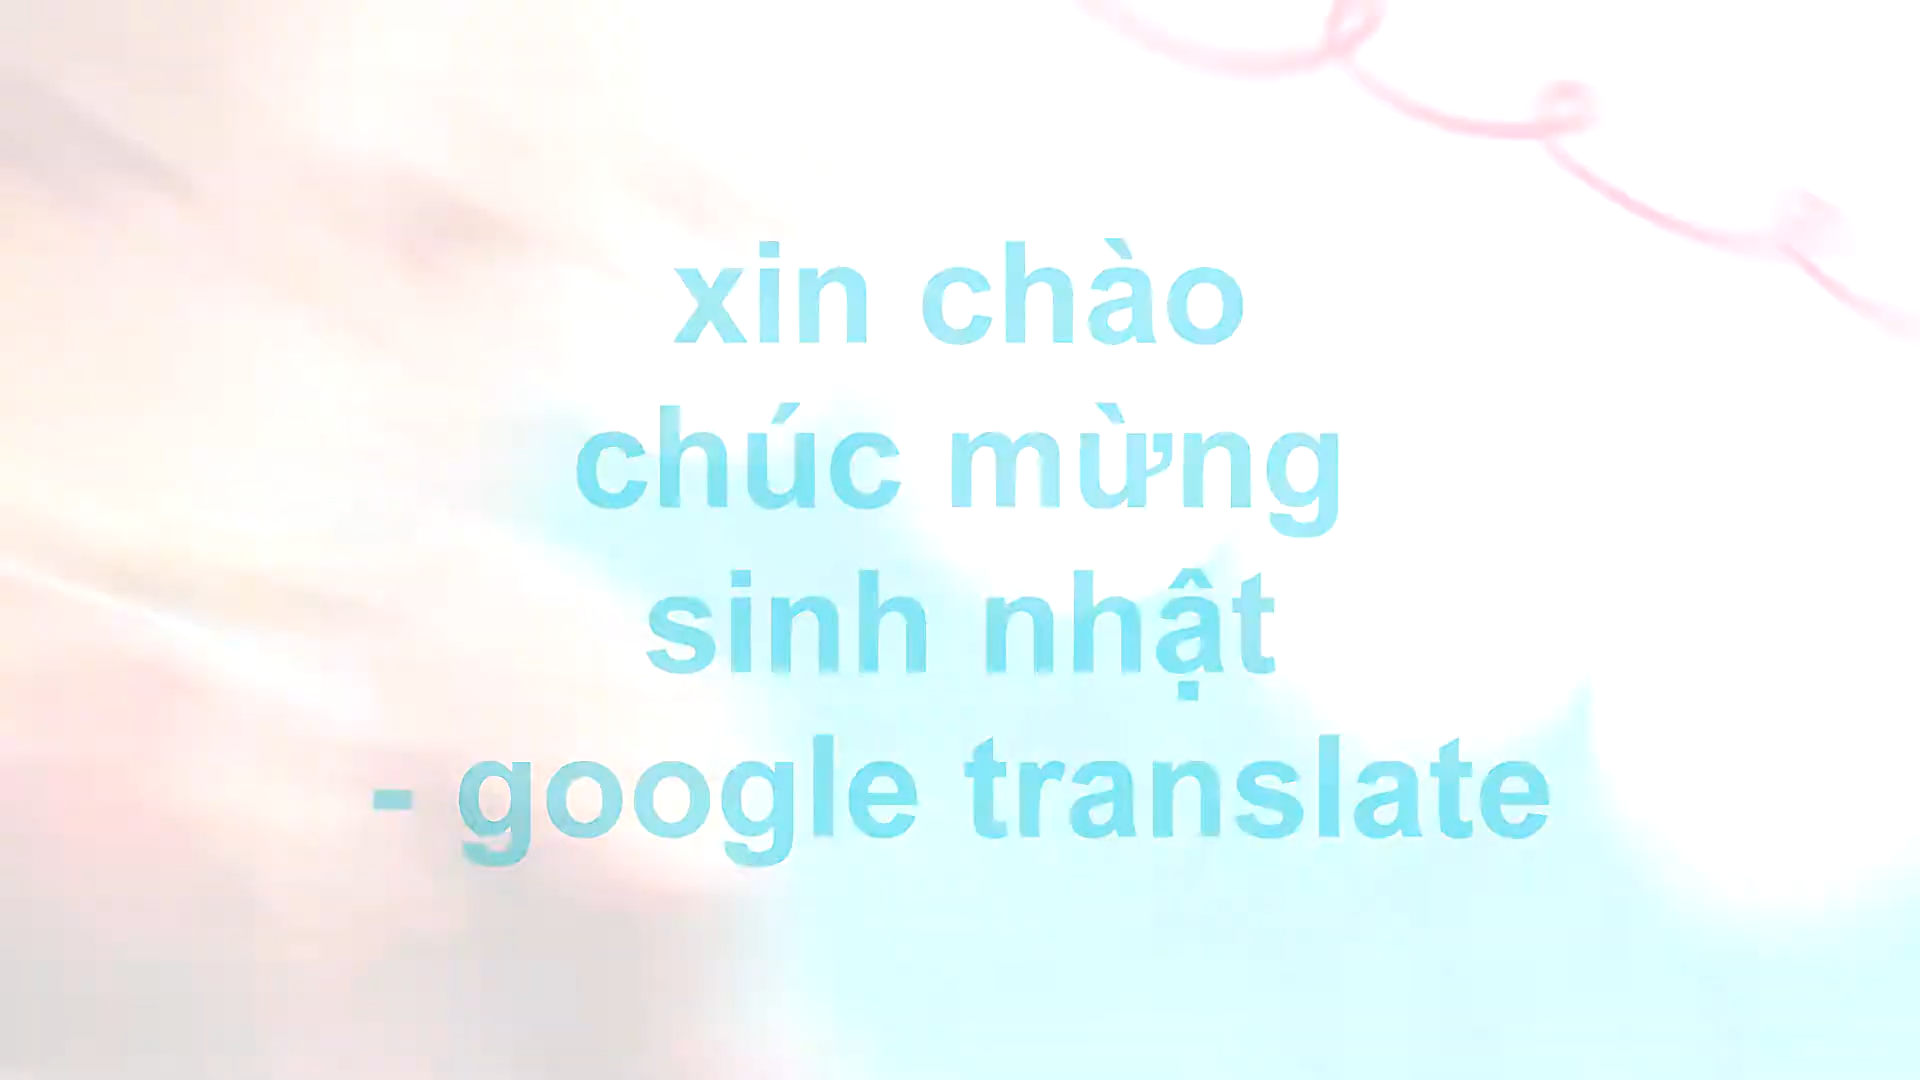 xin chào
chúc mừng
sinh nhật
- google translate